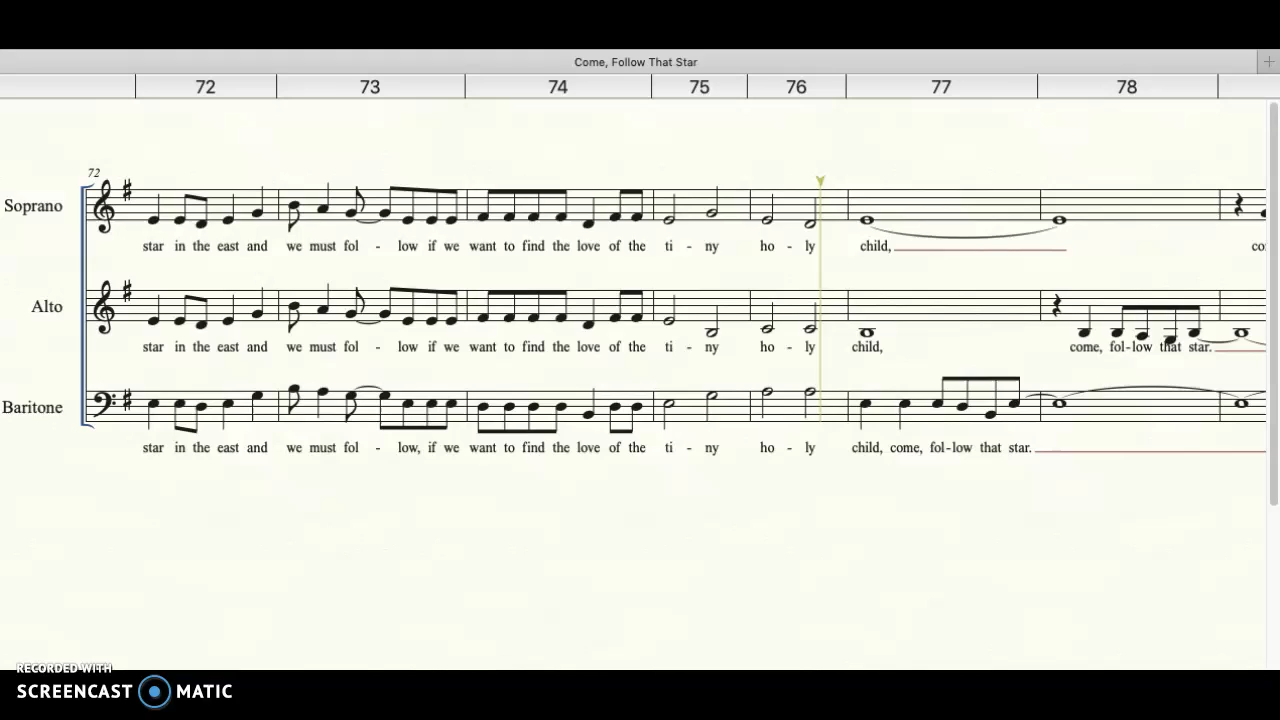 Come, Follow That Star
72 73 74 75 76 77 78
72
Soprano
star in the east and we must fol - low if we want to find the love of the ti - ny ho - ly child,
Alto
star in the east and we must fol - low if we want to find the love of the ti - ny ho - ly child, come, fol-low that star.
Baritone
star in the east and we must fol - low, if we want to find the love of the ti - ny ho - ly child, come, fol-low that star.
RECORDED WITH
SCREENCAST MATIC